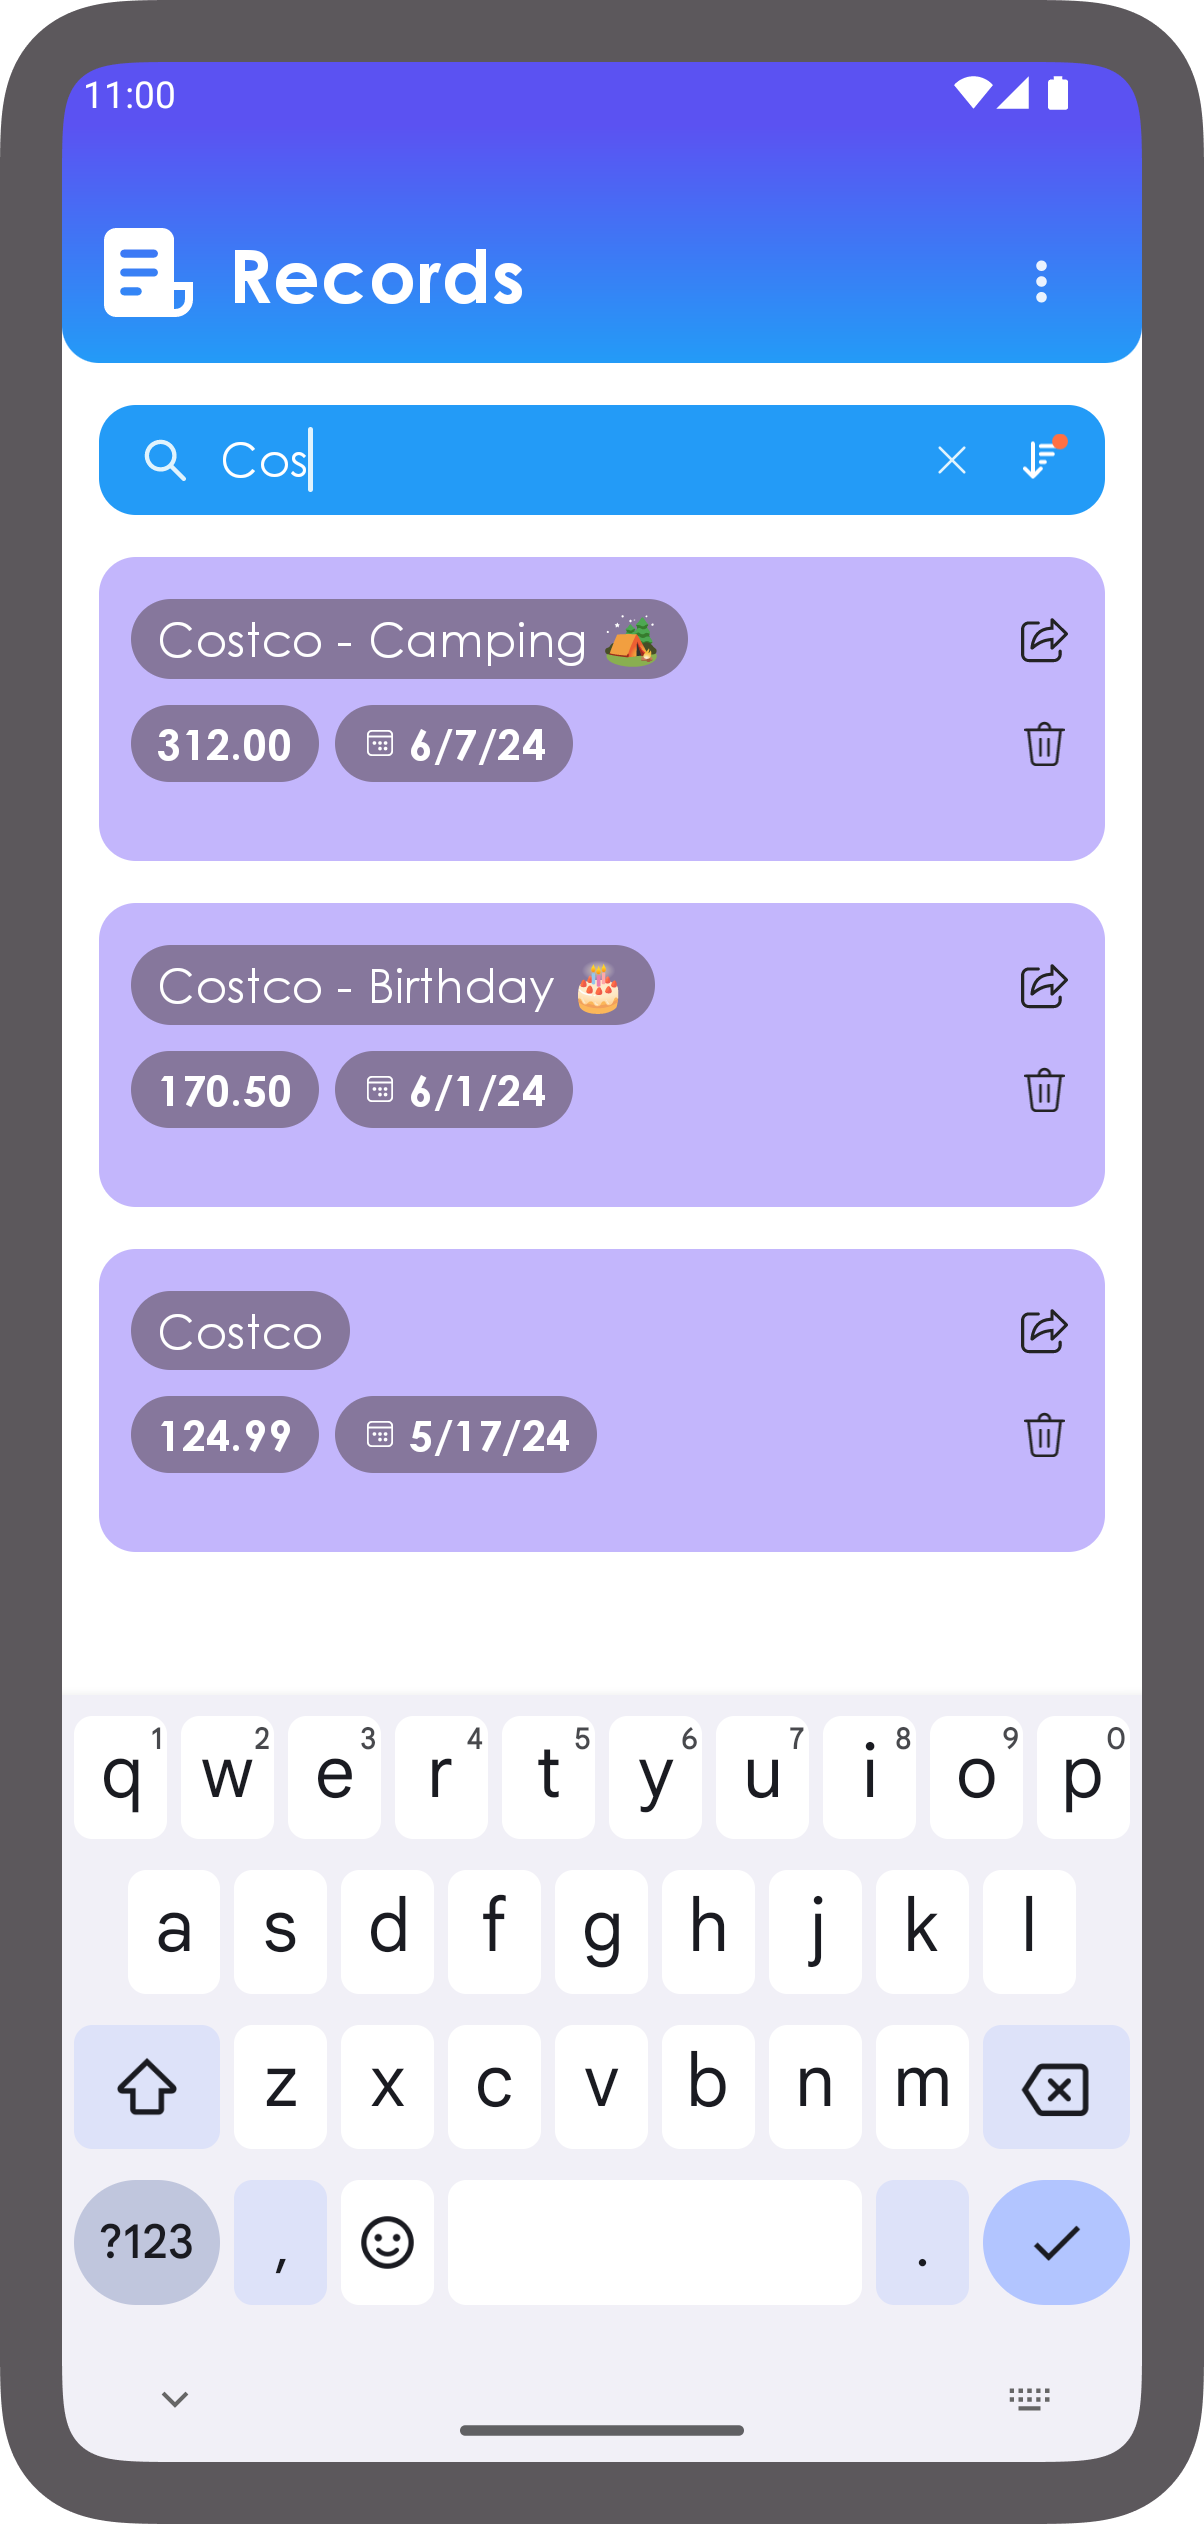 11:00
Records
Cos
Costco - Camping 🏕️
312.00 6/7/24
Costco - Birthday 🎂
170.50 6/1/24
Costco
124.99 5/17/24
1 2 3 4 5 6 7 8 9 0
q w e r t y u i o p
a s d f g h j k l
z x c v b n m
?123 , .